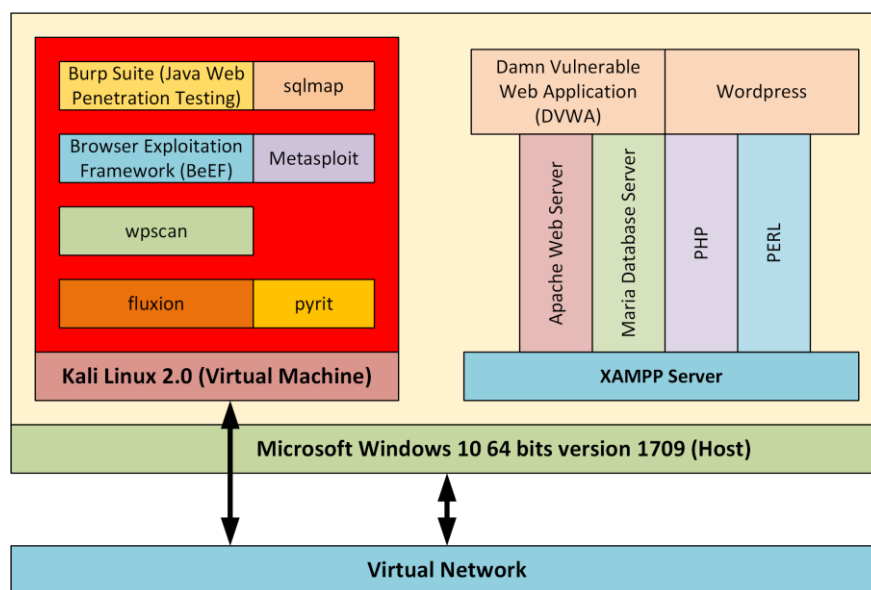 Burp Suite (Java Web
Penetration Testing)
sqlmap
Browser Exploitation
Framework (BeEF)
Metasploit
wpscan
fluxion
pyrit
Kali Linux 2.0 (Virtual Machine)
Damn Vulnerable
Web Application
(DVWA)
Wordpress
Apache Web Server
Maria Database Server
PHP
PERL
XAMPP Server
Microsoft Windows 10 64 bits version 1709 (Host)
Virtual Network